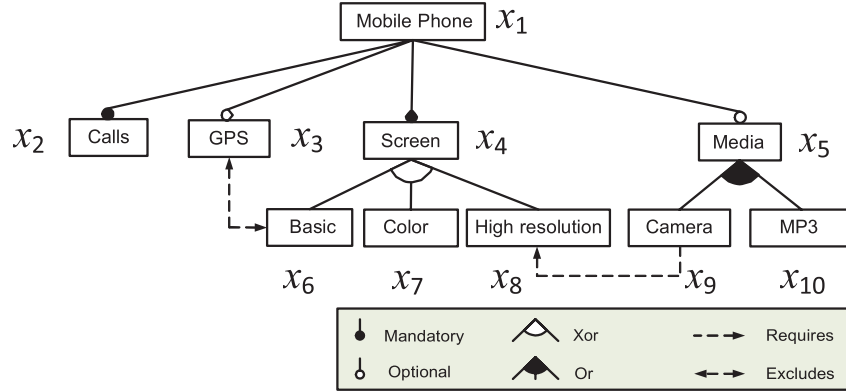 Mobile Phone x1
x2 Calls GPS x3 Screen x4 Media x5
Basic Color High resolution Camera MP3
x6 x7 x8 x9 x10
Mandatory Xor Requires
Optional Or Excludes